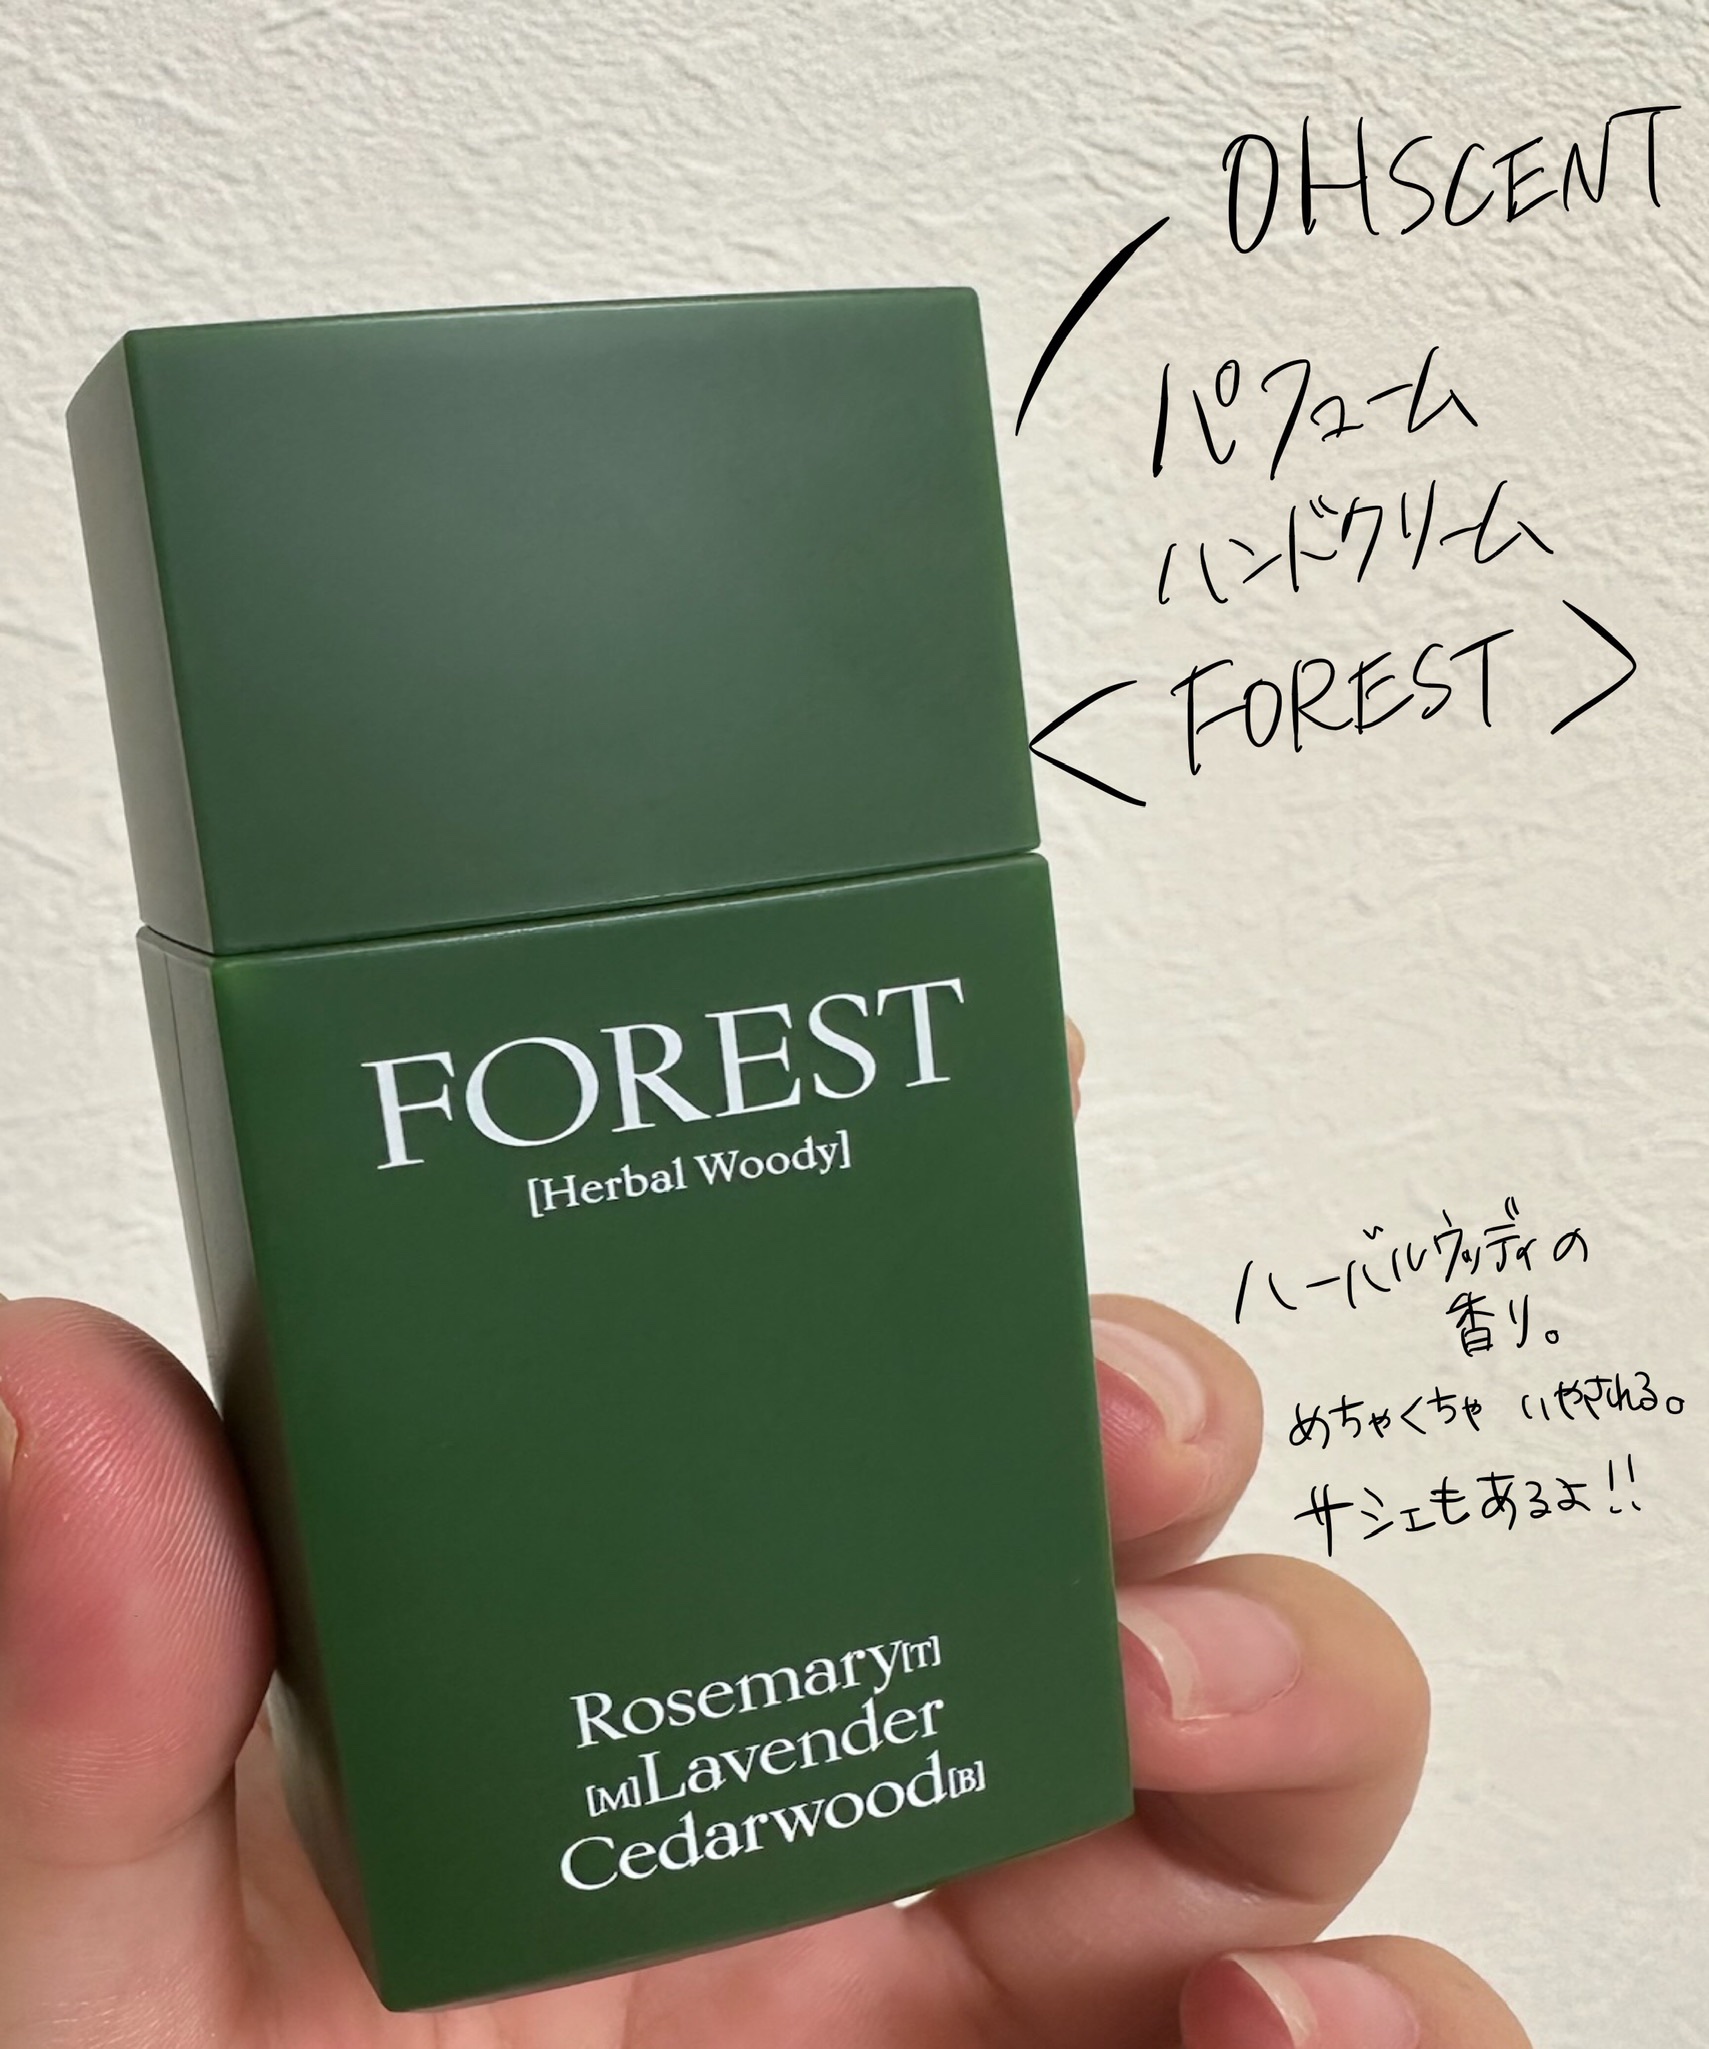 OHSCENT
パフューム
ハンドクリーム
<FOREST>
FOREST
[Herbal Woody]
ハーバルウッディの
香り。
めちゃくちゃ いやされる。
サシェもあるよ!!
Rosemary[T]
[M]Lavender
Cedarwood[B]